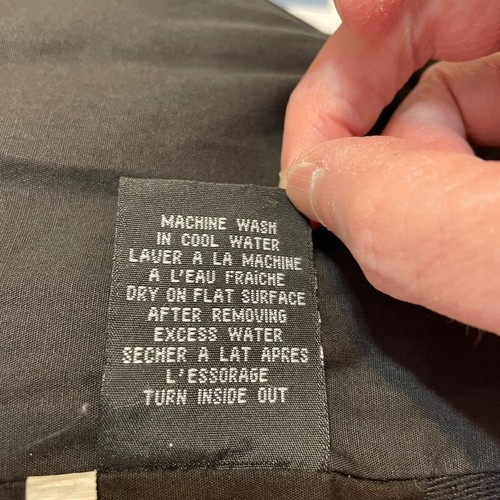 MACHINE WASH
IN COOL WATER
LAVER A LA MACHINE
A L'EAU FRAÎCHE
DRY ON FLAT SURFACE
AFTER REMOVING
EXCESS WATER
SECHER A LAT APRES
L'ESSORAGE
TURN INSIDE OUT